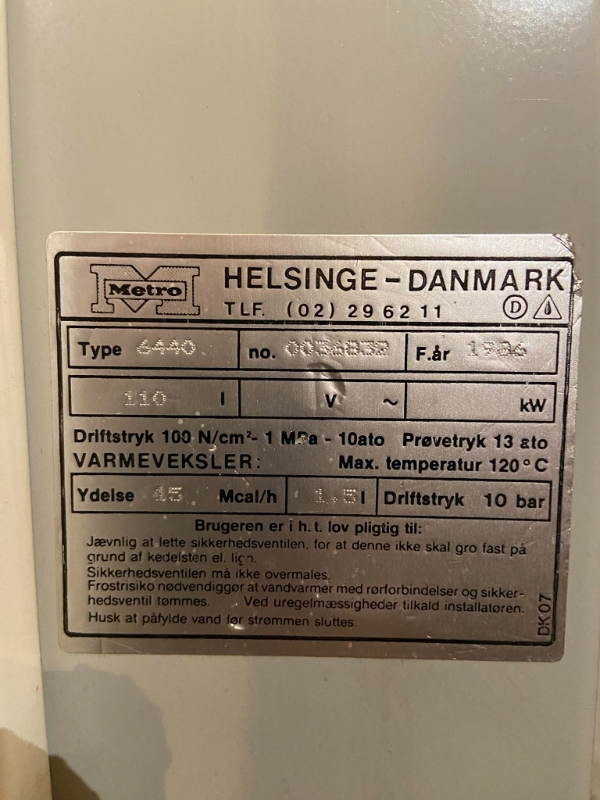 Metro
HELSINGE-DANMARK
TLF. (02) 29 62 11
D
Type 6440 no. F.år 1986
110 l V ~ kW
Driftstryk 100 N/cm²- 1 MPa - 10ato Prøvetryk 13 ato
VARMEVEKSLER: Max. temperatur 120°C
Ydelse 45 Mcal/h 1.5 l Driftstryk 10 bar
Brugeren er i h.t. lov pligtig til:
Jævnlig at lette sikkerhedsventilen, for at denne ikke skal gro fast på
grund af kedelsten el. lign.
Sikkerhedsventilen må ikke overmales.
Frostrisiko nødvendiggør at vandvarmer med rørforbindelser og sikker-
hedsventil tømmes. Ved uregelmæssigheder tilkald installatøren.
Husk at påfylde vand før strømmen sluttes
DK07